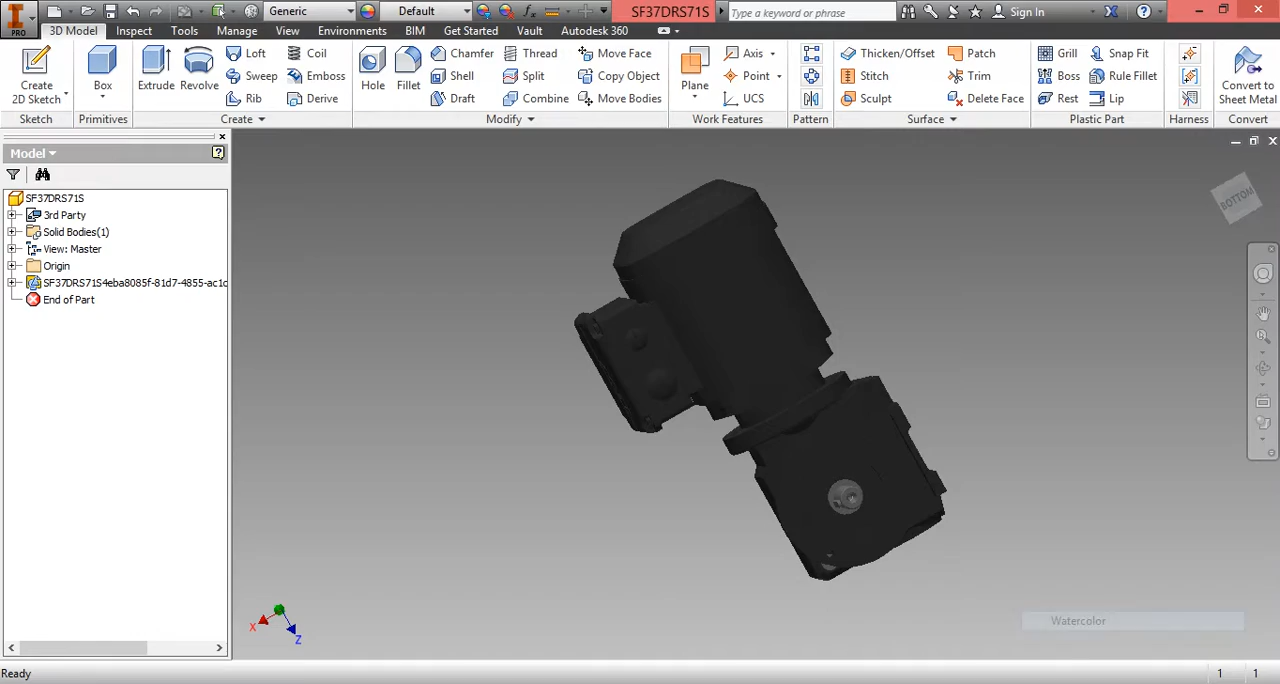 Generic
Default
fx
SF37DRS71S
Type a keyword or phrase
Sign In
PRO
3D Model
Inspect
Tools
Manage
View
Environments
BIM
Get Started
Vault
Autodesk 360
Create
2D Sketch
Box
Extrude
Revolve
Loft
Sweep
Rib
Coil
Emboss
Derive
Hole
Fillet
Chamfer
Shell
Draft
Thread
Split
Combine
Move Face
Copy Object
Move Bodies
Plane
Axis
Point
UCS
Thicken/Offset
Stitch
Sculpt
Patch
Trim
Delete Face
Grill
Boss
Rest
Snap Fit
Rule Fillet
Lip
Convert to
Sheet Metal
Sketch
Primitives
Create
Modify
Work Features
Pattern
Surface
Plastic Part
Harness
Convert
Model
SF37DRS71S
3rd Party
Solid Bodies(1)
View: Master
Origin
SF37DRS71S4eba8085f-81d7-4855-ac1c
End of Part
BOTTOM
Watercolor
X
Z
Ready
1
1